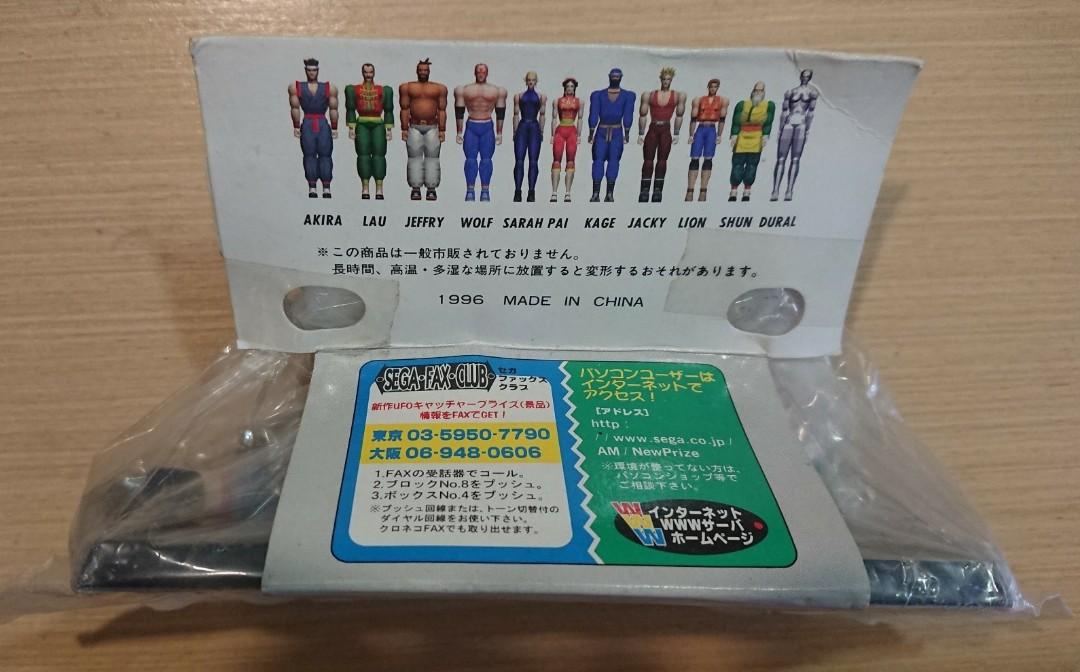 AKIRA LAU JEFFRY WOLF SARAH PAI KAGE JACKY LION SHUN DURAL
※この商品は一般市販されておりません。
長時間、高温・多湿な場所に放置すると変形するおそれがあります。
1996 MADE IN CHINA
SEGA・FAX・CLUB
セガ
ファックス
クラス
新作UFOキャッチャープライズ(景品)
情報をFAXでGET!
東京 03-5950-7790
大阪 06-948-0606
1.FAXの受話器でコール。
2.ブロックNo.8をプッシュ。
3.ボックスNo.4をプッシュ。
※プッシュ回線または、トーン切替付の
ダイヤル回線をお使い下さい。
クロネコFAXでも取り出せます。
パソコンユーザーは
インターネットで
アクセス!
[アドレス]
http:
//www.sega.co.jp/
AM/NewPrize
※環境が整ってない方は、
パソコンショップ等で
ご相談下さい。
WWW
インターネット
WWWサーバ
ホームページ